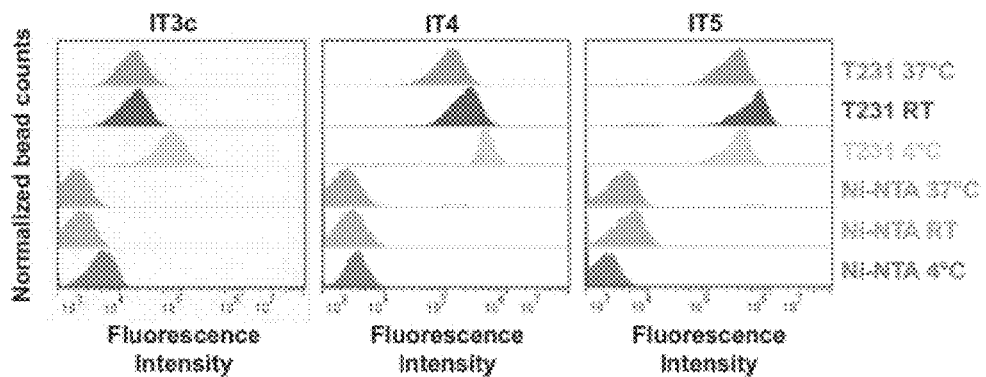 IT3c
IT4
IT5
Normalized bead counts
T231 37°C
T231 RT
T231 4°C
Ni-NTA 37°C
Ni-NTA RT
Ni-NTA 4°C
Fluorescence
Intensity
Fluorescence
Intensity
Fluorescence
Intensity